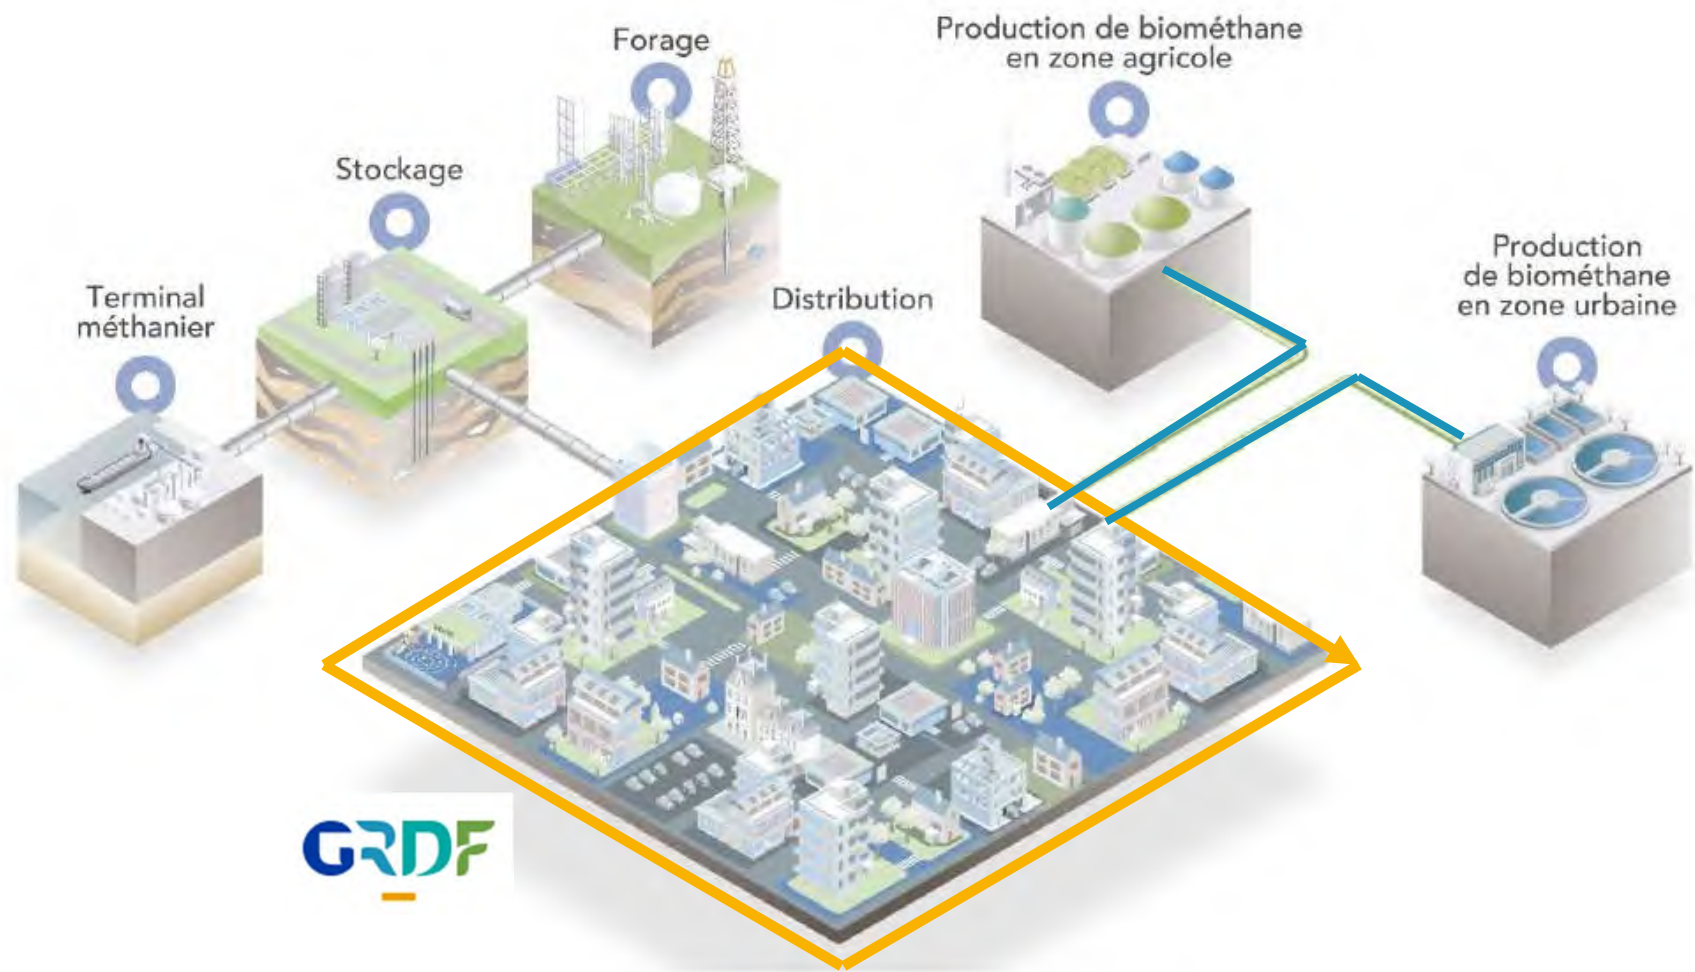 Forage
Production de biométhane
en zone agricole
Stockage
Production
de biométhane
en zone urbaine
Terminal
méthanier
Distribution
GRDF